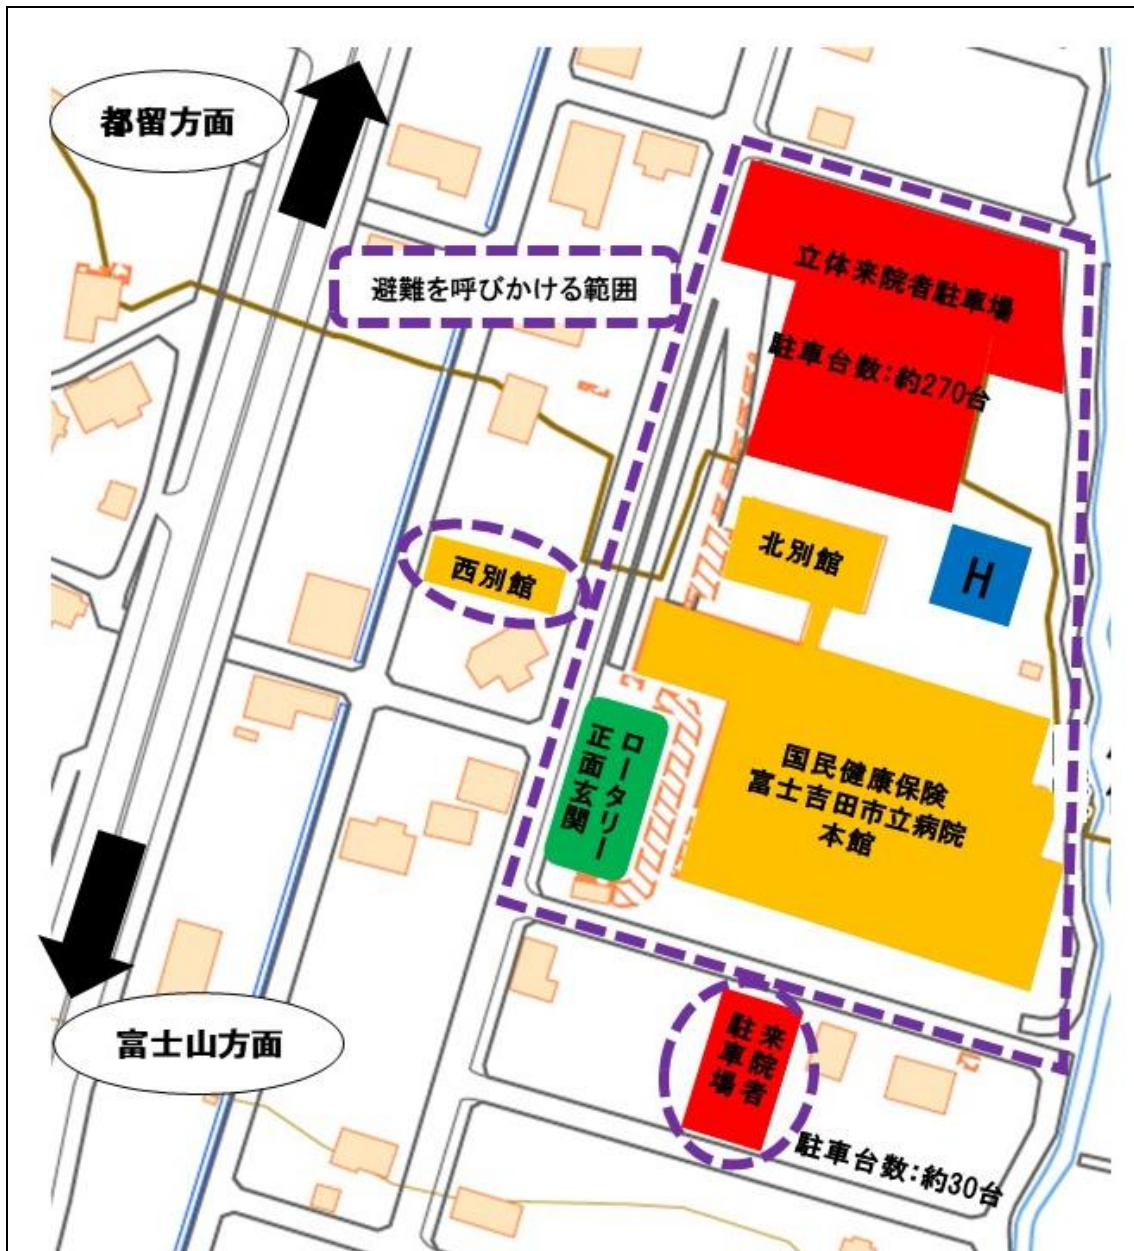 都留方面
避難を呼びかける範囲
立体来院者駐車場
駐車台数：約270台
北別館
H
西別館
ロータリー
正面玄関
国民健康保険
富士吉田市立病院
本館
富士山方面
来院者
駐車場
駐車台数：約30台